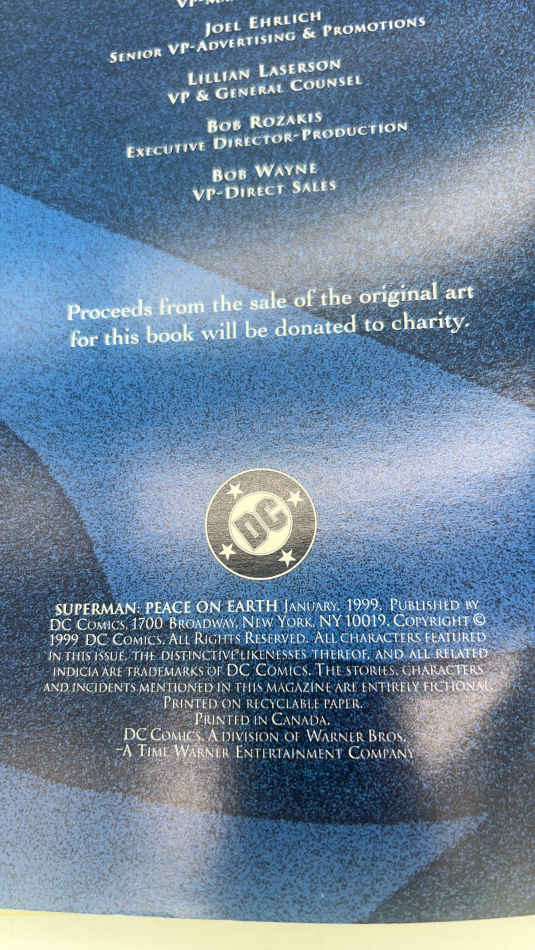 VP-MA
JOEL EHRLICH
SENIOR VP-ADVERTISING & PROMOTIONS
LILLIAN LASERSON
VP & GENERAL COUNSEL
BOB ROZAKIS
EXECUTIVE DIRECTOR-PRODUCTION
BOB WAYNE
VP-DIRECT SALES
Proceeds from the sale of the original art
for this book will be donated to charity.
DC
SUPERMAN: PEACE ON EARTH JANUARY, 1999. PUBLISHED BY
DC COMICS, 1700 BROADWAY, NEW YORK, NY 10019. COPYRIGHT ©
1999 DC COMICS. ALL RIGHTS RESERVED. ALL CHARACTERS FEATURED
IN THIS ISSUE, THE DISTINCTIVE LIKENESSES THEREOF, AND ALL RELATED
INDICIA ARE TRADEMARKS OF DC COMICS. THE STORIES, CHARACTERS
AND INCIDENTS MENTIONED IN THIS MAGAZINE ARE ENTIRELY FICTIONAL.
PRINTED ON RECYCLABLE PAPER.
PRINTED IN CANADA.
DC COMICS. A DIVISION OF WARNER BROS.
-A TIME WARNER ENTERTAINMENT COMPANY